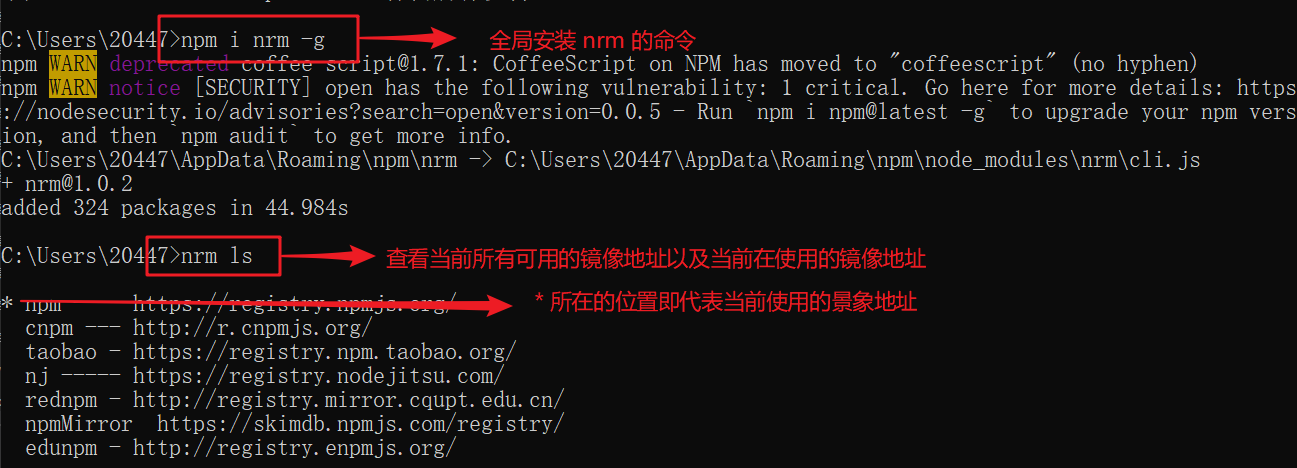 C:\Users\20447>npm i nrm -g 全局安装 nrm 的命令
npm WARN deprecated coffee-script@1.7.1: CoffeeScript on NPM has moved to "coffeescript" (no hyphen)
npm WARN notice [SECURITY] open has the following vulnerability: 1 critical. Go here for more details: https
://nodesecurity.io/advisories?search=open&version=0.0.5 - Run `npm i npm@latest -g` to upgrade your npm vers
ion, and then `npm audit` to get more info.
C:\Users\20447\AppData\Roaming\npm\nrm -> C:\Users\20447\AppData\Roaming\npm\node_modules\nrm\cli.js
+ nrm@1.0.2
added 324 packages in 44.984s
C:\Users\20447>nrm ls 查看当前所有可用的镜像地址以及当前在使用的镜像地址
* npm ---- https://registry.npmjs.org/ * 所在的位置即代表当前使用的景象地址
cnpm --- http://r.cnpmjs.org/
taobao - https://registry.npm.taobao.org/
nj ----- https://registry.nodejitsu.com/
rednpm - http://registry.mirror.cqupt.edu.cn/
npmMirror https://skimdb.npmjs.com/registry/
edunpm - http://registry.enpmjs.org/